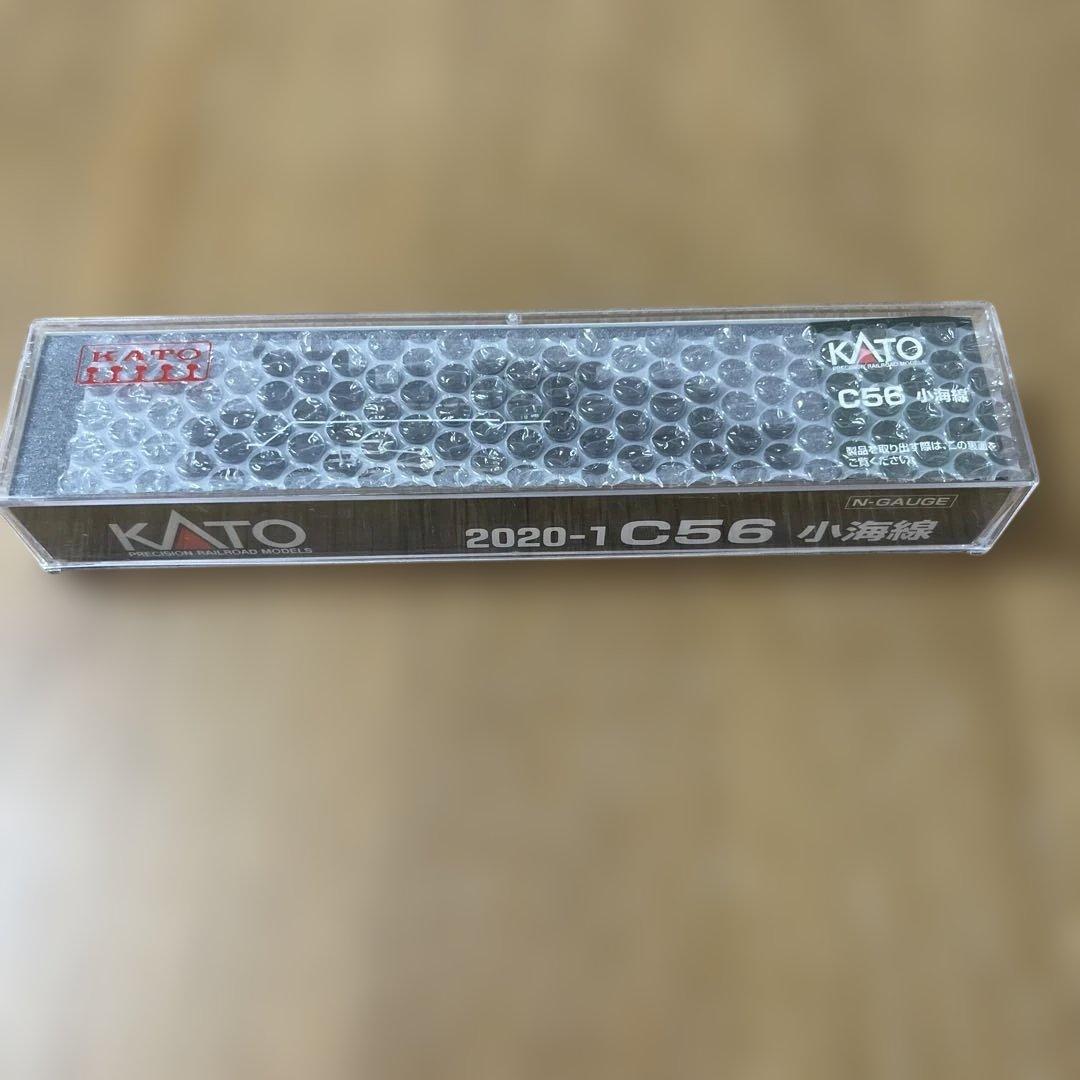 KATO
KATO
PRECISION RAILROAD MODELS
C56 小海線
製品を取り出す際は、この裏面を
ご覧ください。
N-GAUGE
KATO
PRECISION RAILROAD MODELS
2020-1 C56 小海線